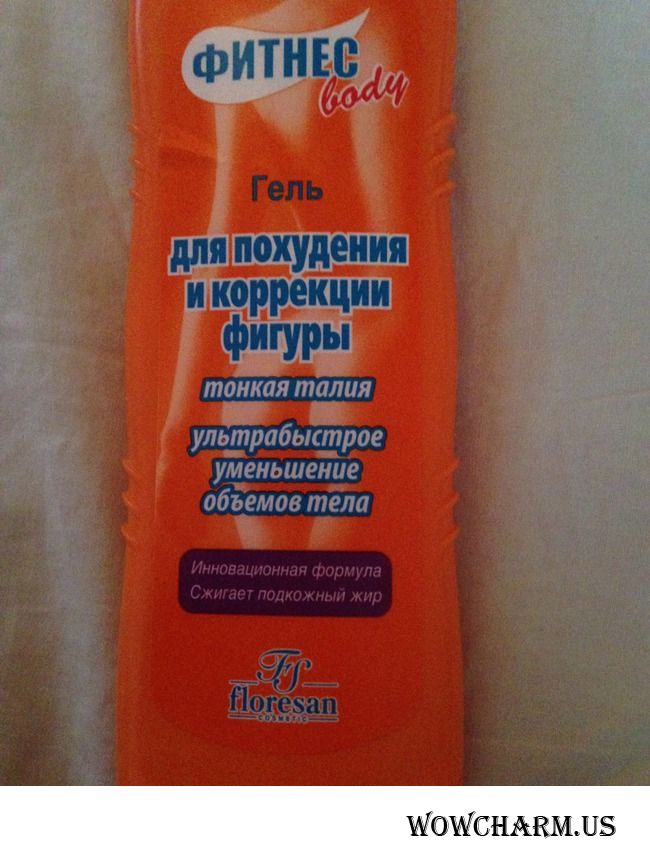 ФИТНЕС
body
Гель
для похудения
и коррекции
фигуры
тонкая талия
ультрабыстрое
уменьшение
объемов тела
Инновационная формула
Сжигает подкожный жир
FS
floresan
COSMETIC
WOWCHARM.US